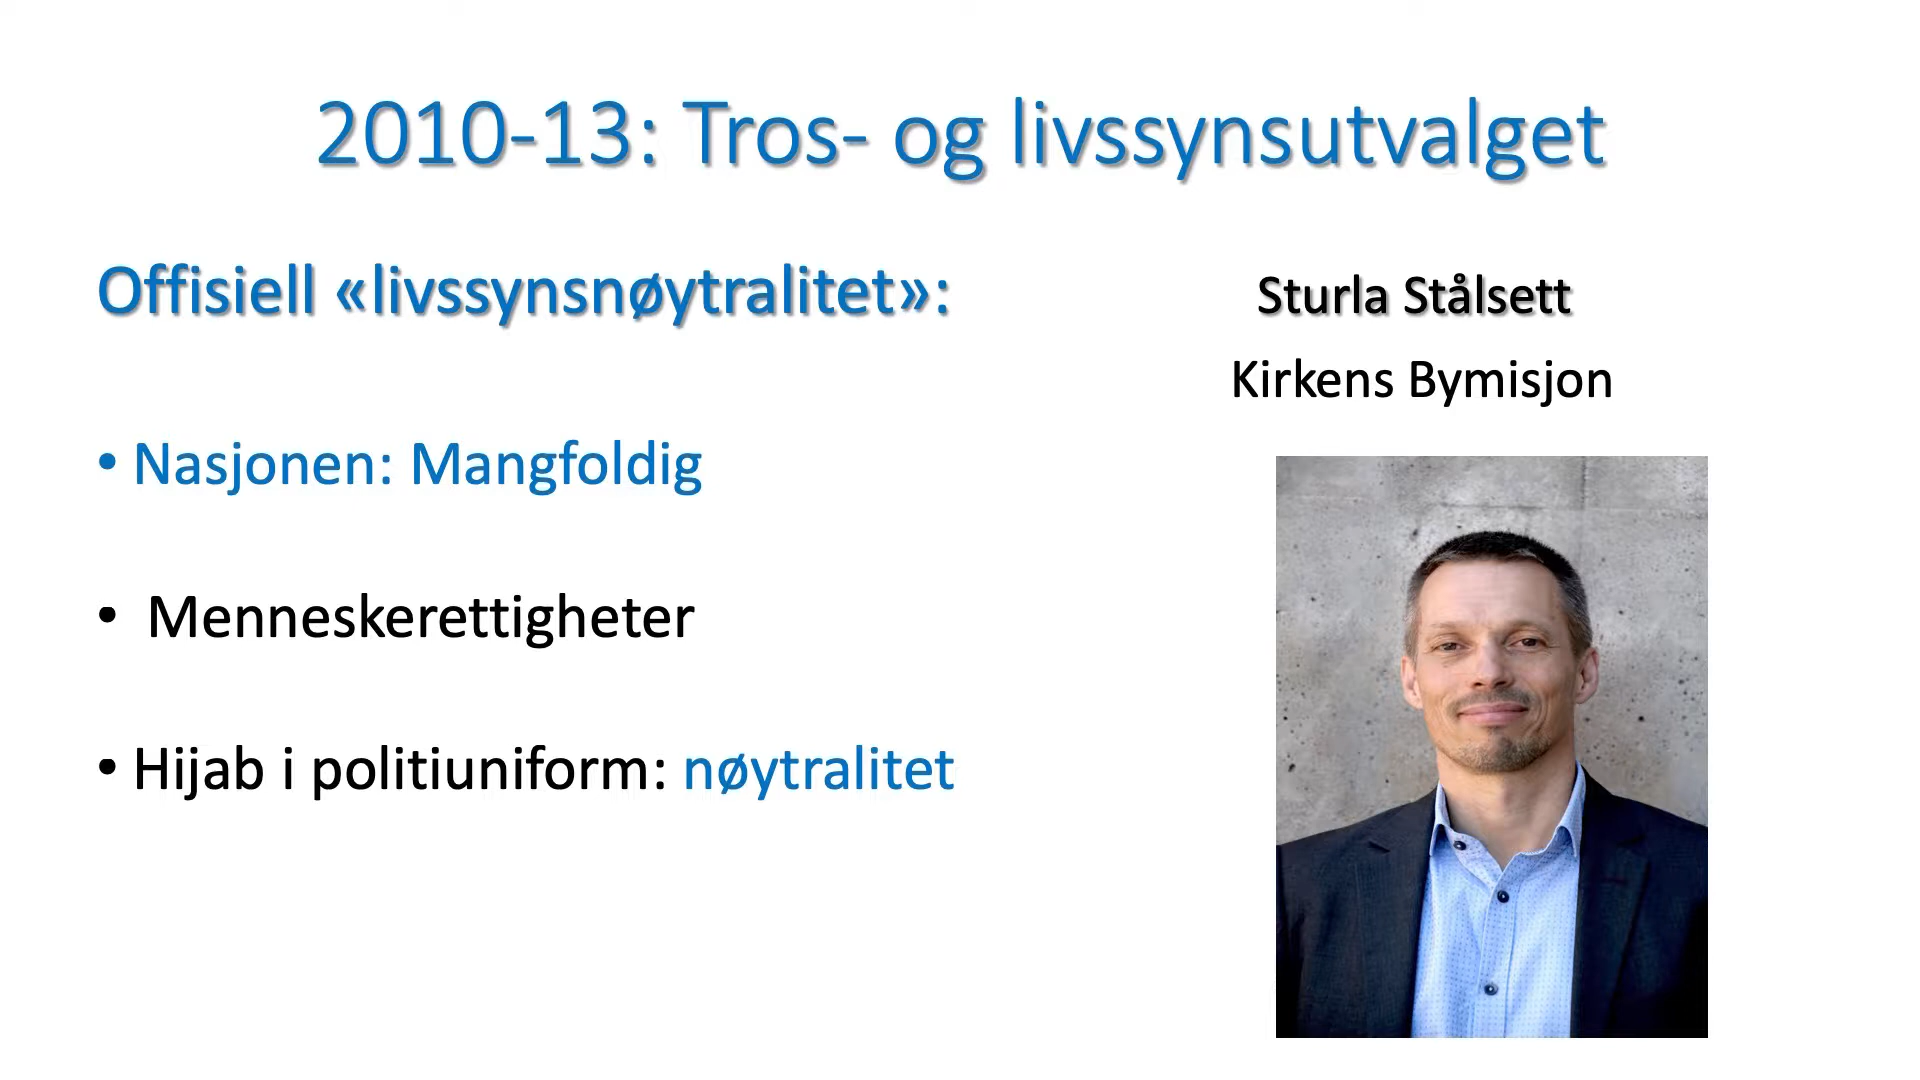 2010-13: Tros- og livssynsutvalget
Offisiell «livssynsnøytralitet»:
• Nasjonen: Mangfoldig
• Menneskerettigheter
• Hijab i politiuniform: nøytralitet
Sturla Stålsett
Kirkens Bymisjon